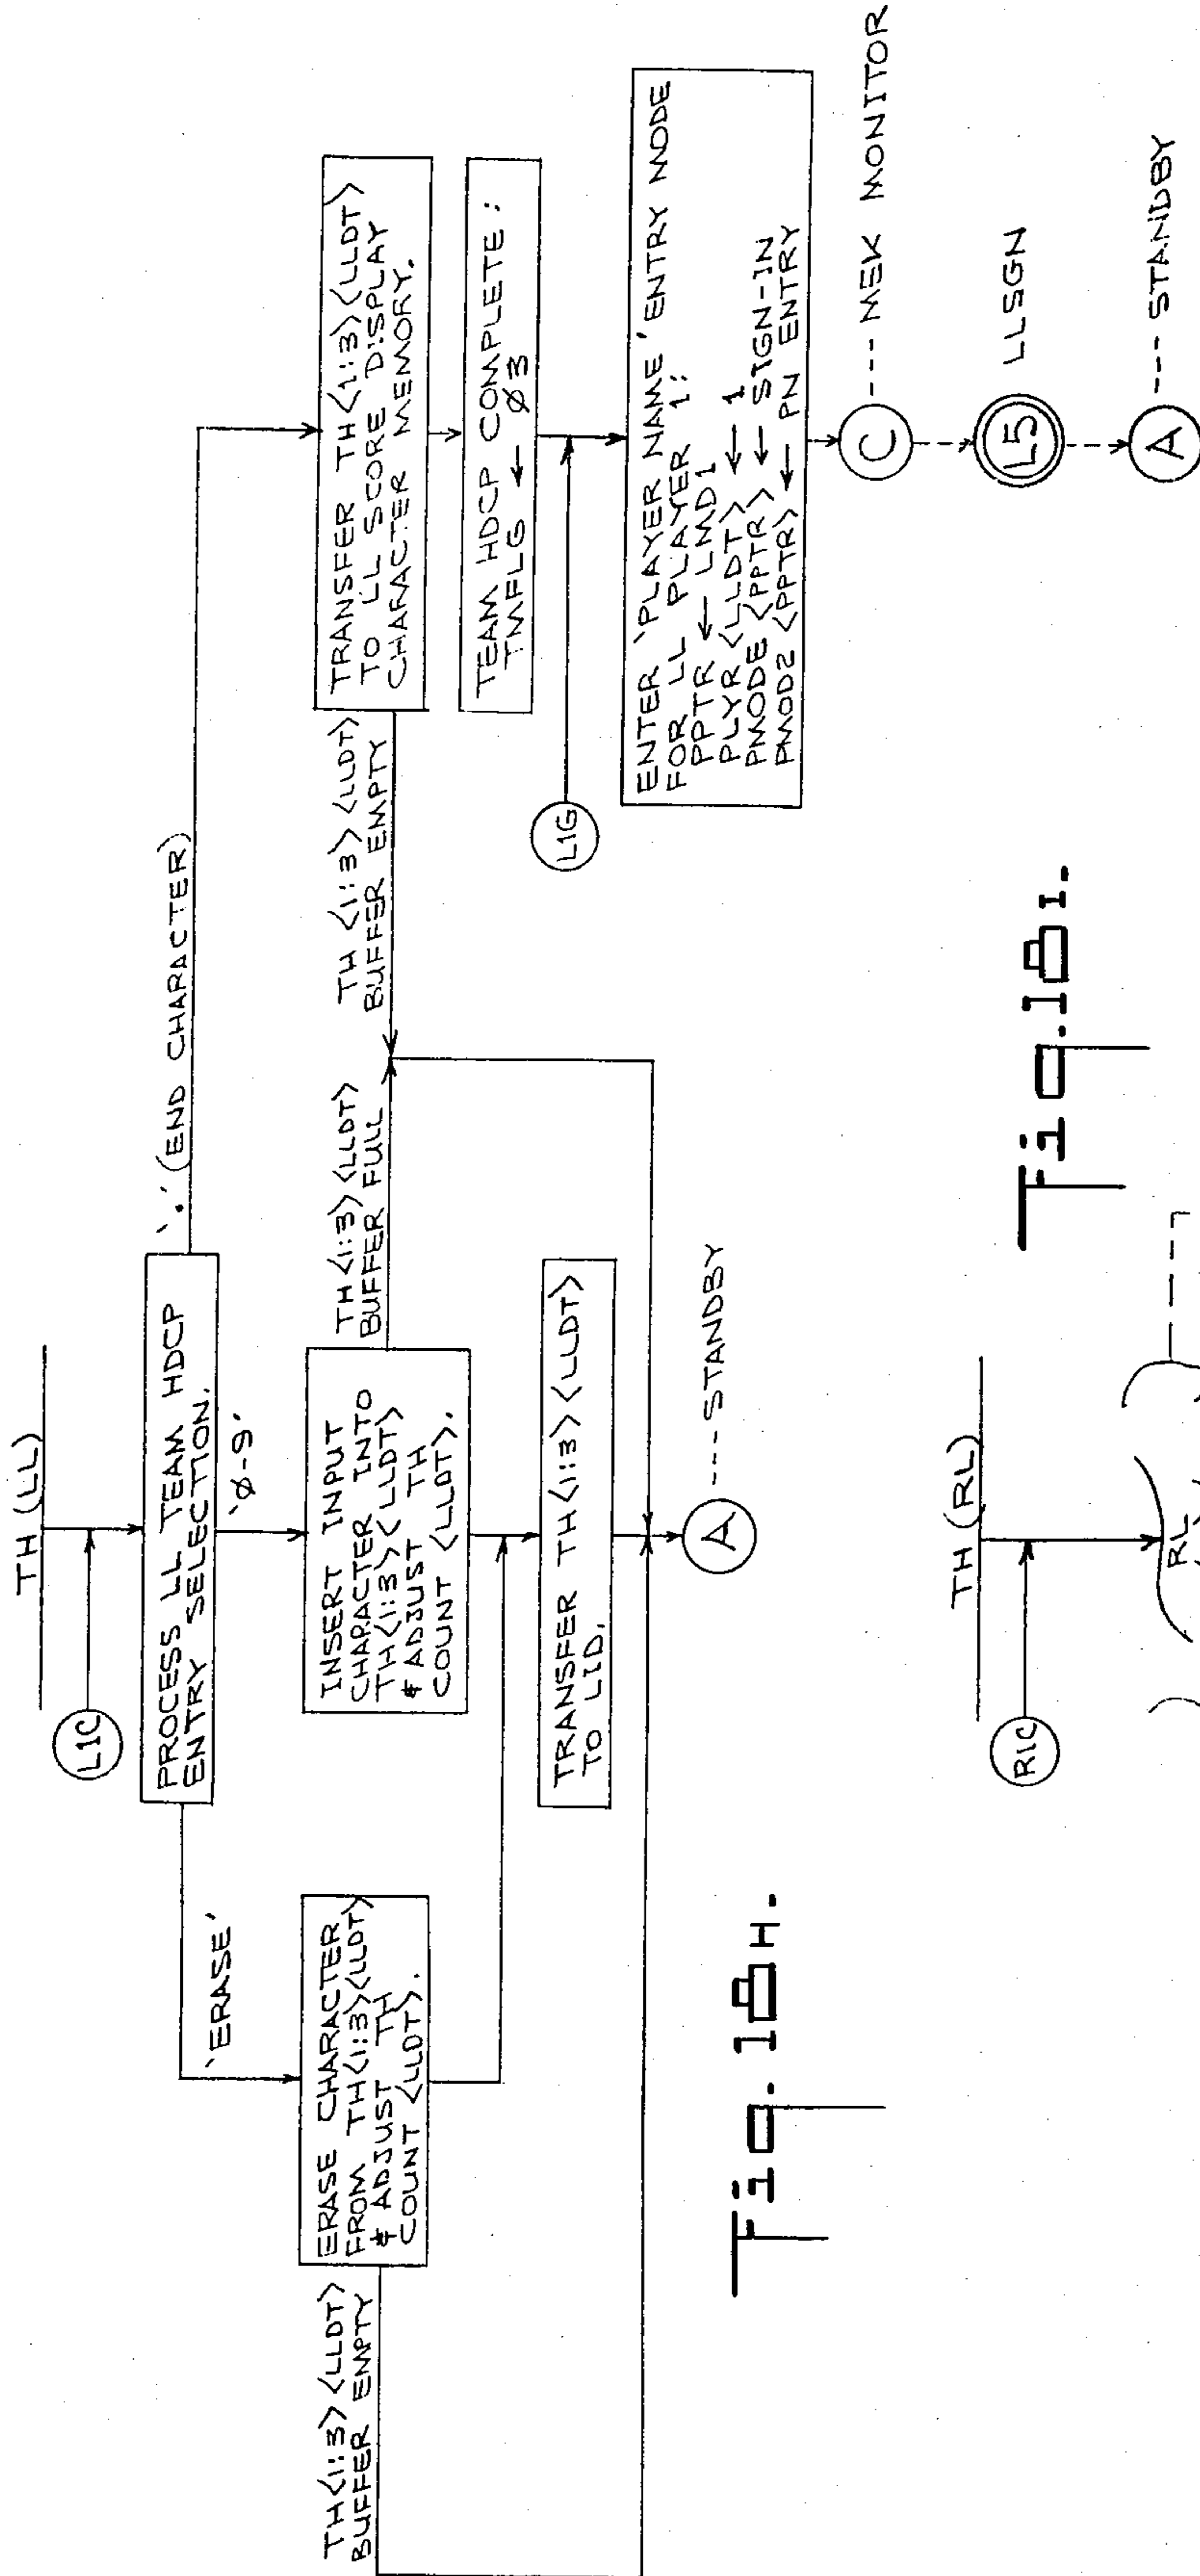 TH (LL)
L1C
PROCESS LL TEAM HDCP
ENTRY SELECTION.
'ERASE'
'Ø-9'
'.' (END CHARACTER)
TH<1:3><LLDT>
BUFFER EMPTY
ERASE CHARACTER
FROM TH<1:3><LLDT>
& ADJUST TH
COUNT <LLDT>.
INSERT INPUT
CHARACTER INTO
TH<1:3><LLDT>
& ADJUST TH
COUNT <LLDT>.
TH<1:3><LLDT>
BUFFER FULL
TH<1:3><LLDT>
BUFFER EMPTY
TRANSFER TH<1:3><LLDT>
TO LL SCORE DISPLAY
CHARACTER MEMORY.
TEAM HDCP COMPLETE:
TMFLG ← Ø3
L1G
TRANSFER TH<1:3><LLDT>
TO LID.
A ---STANDBY
ENTER 'PLAYER NAME' ENTRY MODE
FOR LL PLAYER 1:
PPTR ← LMD1
PLYR <LLDT> ← 1
PMODE <PPTR> ← SIGN-IN
PMOD2 <PPTR> ← PN ENTRY
C ---MSK MONITOR
L5 LLSGN
A ---STANDBY
Fig. 18H.
TH (RL)
R1C
RL
Fig. 18I.